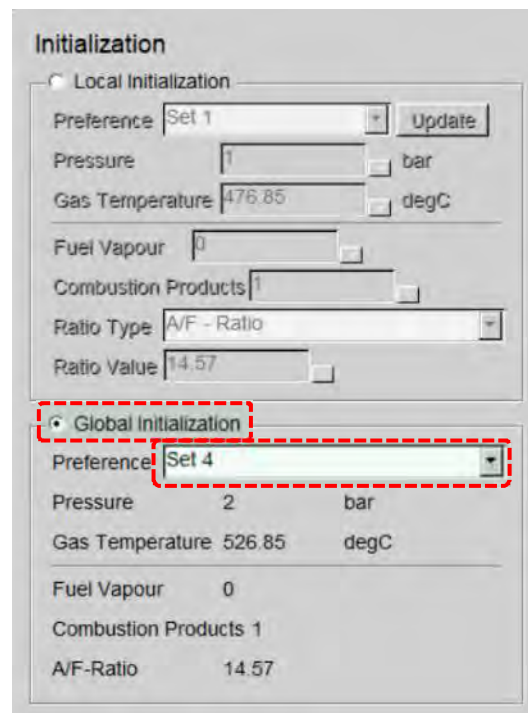 Initialization
Local Initialization
Preference Set 1 Update
Pressure 1 bar
Gas Temperature 476.85 degC
Fuel Vapour 0
Combustion Products 1
Ratio Type A/F - Ratio
Ratio Value 14.57
Global Initialization
Preference Set 4
Pressure 2 bar
Gas Temperature 526.85 degC
Fuel Vapour 0
Combustion Products 1
A/F-Ratio 14.57